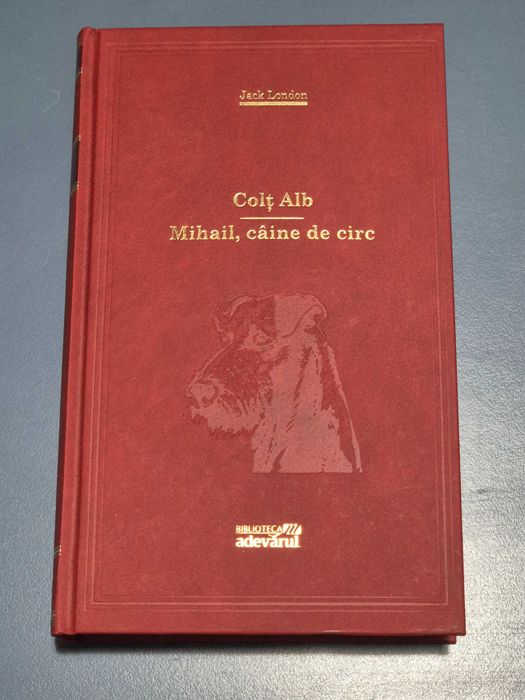 Jack London
Colț Alb
Mihail, câine de circ
BIBLIOTECA
adevărul